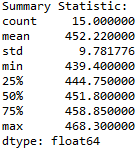 Summary Statistic:
count 15.000000
mean 452.220000
std 9.781776
min 439.400000
25% 444.750000
50% 451.800000
75% 458.850000
max 468.300000
dtype: float64